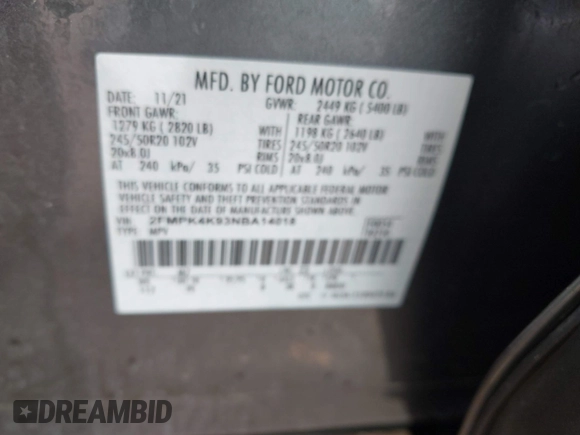 MFD. BY FORD MOTOR CO.
DATE: 11/21 GVWR: 2449 KG ( 5400 LB)
FRONT GAWR: REAR GAWR:
1279 KG ( 2820 LB) WITH 1198 KG ( 2640 LB) WITH
245/50R20 102V TIRES 245/50R20 102V TIRES
20x8.0J RIMS 20x8.0J RIMS
AT 240 kPa/ 35 PSI COLD AT 240 kPa/ 35 PSI COLD
THIS VEHICLE CONFORMS TO ALL APPLICABLE FEDERAL MOTOR
VEHICLE SAFETY AND THEFT PREVENTION STANDARDS IN
EFFECT ON THE DATE OF MANUFACTURE SHOWN ABOVE.
VIN: 2FMPK4K93NBA14018
TYPE: MPV
DREAMBID